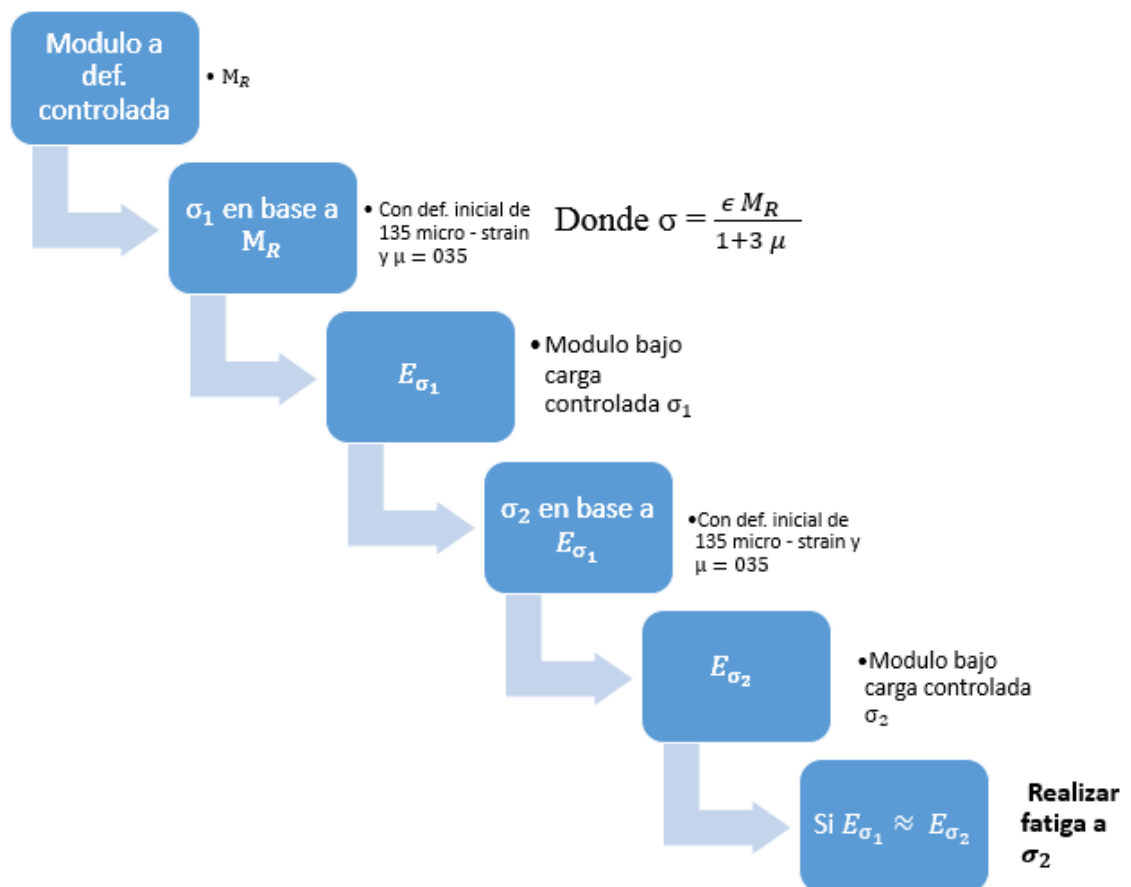 Modulo a
def.
controlada
• M_R
σ₁ en base a
M_R
• Con def. inicial de
135 micro - strain
y μ = 035
Donde σ = ϵ M_R / 1+3 μ
E_σ₁
• Modulo bajo
carga
controlada σ₁
σ₂ en base a
E_σ₁
•Con def. inicial de
135 micro - strain y
μ = 035
E_σ₂
•Modulo bajo
carga controlada
σ₂
Si E_σ₁ ≈ E_σ₂
Realizar
fatiga a
σ₂